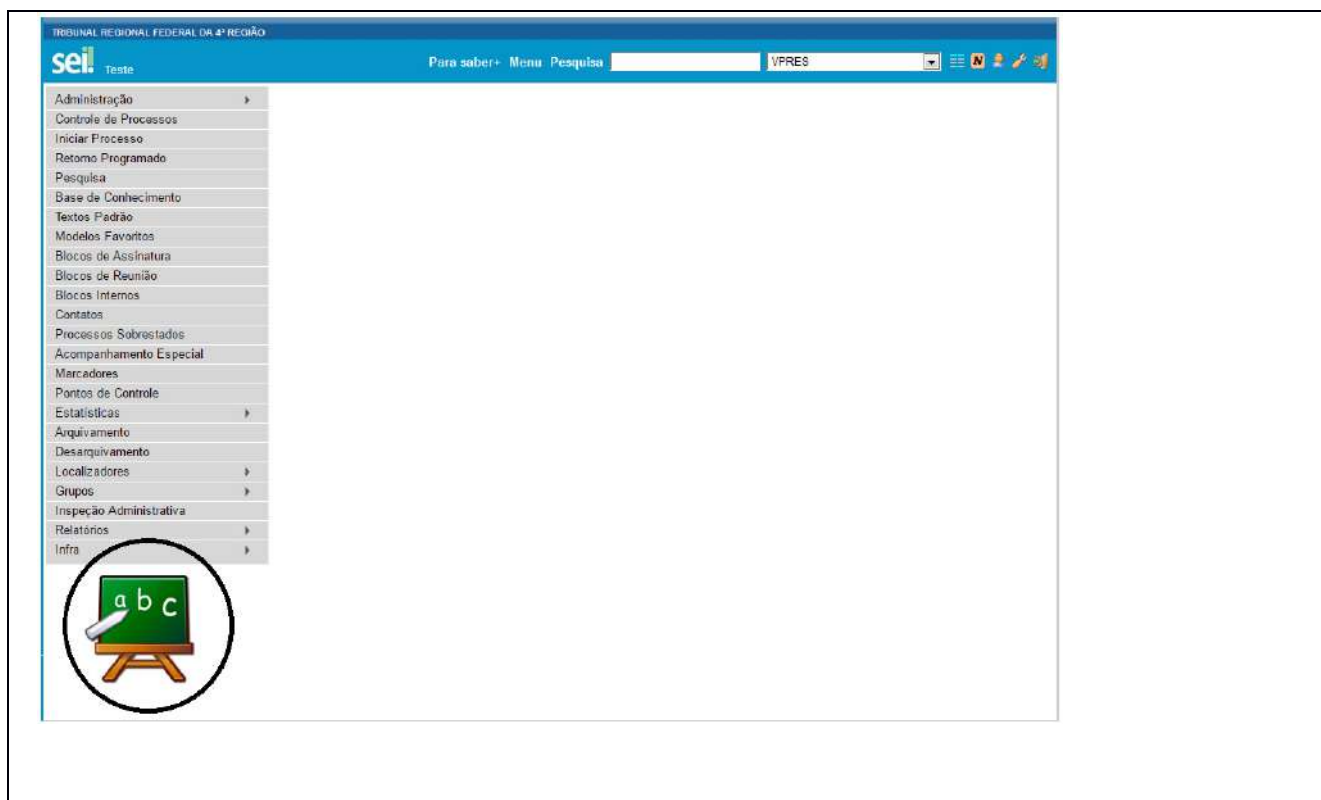 TRIBUNAL REGIONAL FEDERAL DA 4ª REGIÃO
sei! Teste Para saber+ Menu Pesquisa VPRES N
Administração
Controle de Processos
Iniciar Processo
Retorno Programado
Pesquisa
Base de Conhecimento
Textos Padrão
Modelos Favoritos
Blocos de Assinatura
Blocos de Reunião
Blocos Internos
Contatos
Processos Sobrestados
Acompanhamento Especial
Marcadores
Pontos de Controle
Estatísticas
Arquivamento
Desarquivamento
Localizadores
Grupos
Inspeção Administrativa
Relatórios
Infra
a b c